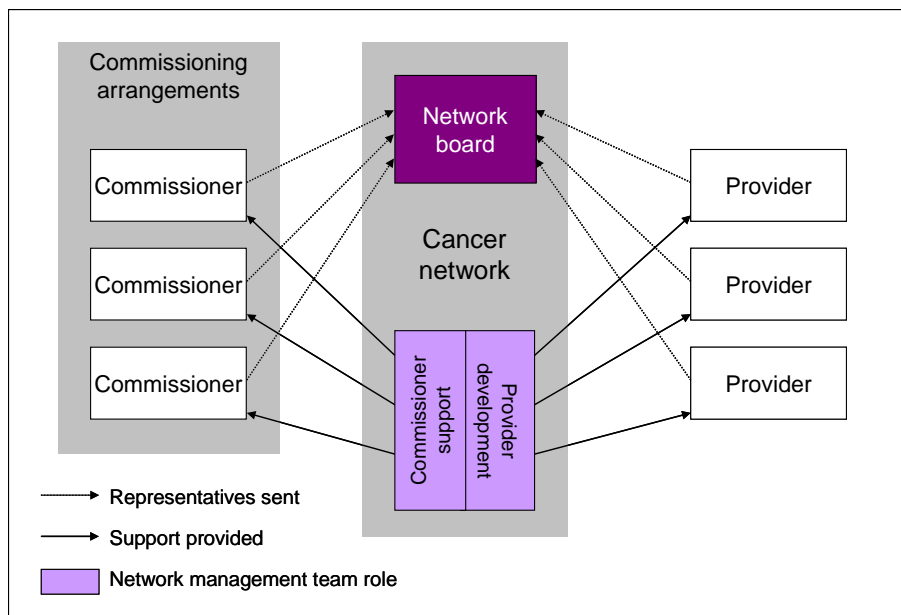 Commissioning
arrangements
Commissioner
Commissioner
Commissioner
Network
board
Cancer
network
Commissioner
support
Provider
development
Provider
Provider
Provider
Representatives sent
Support provided
Network management team role